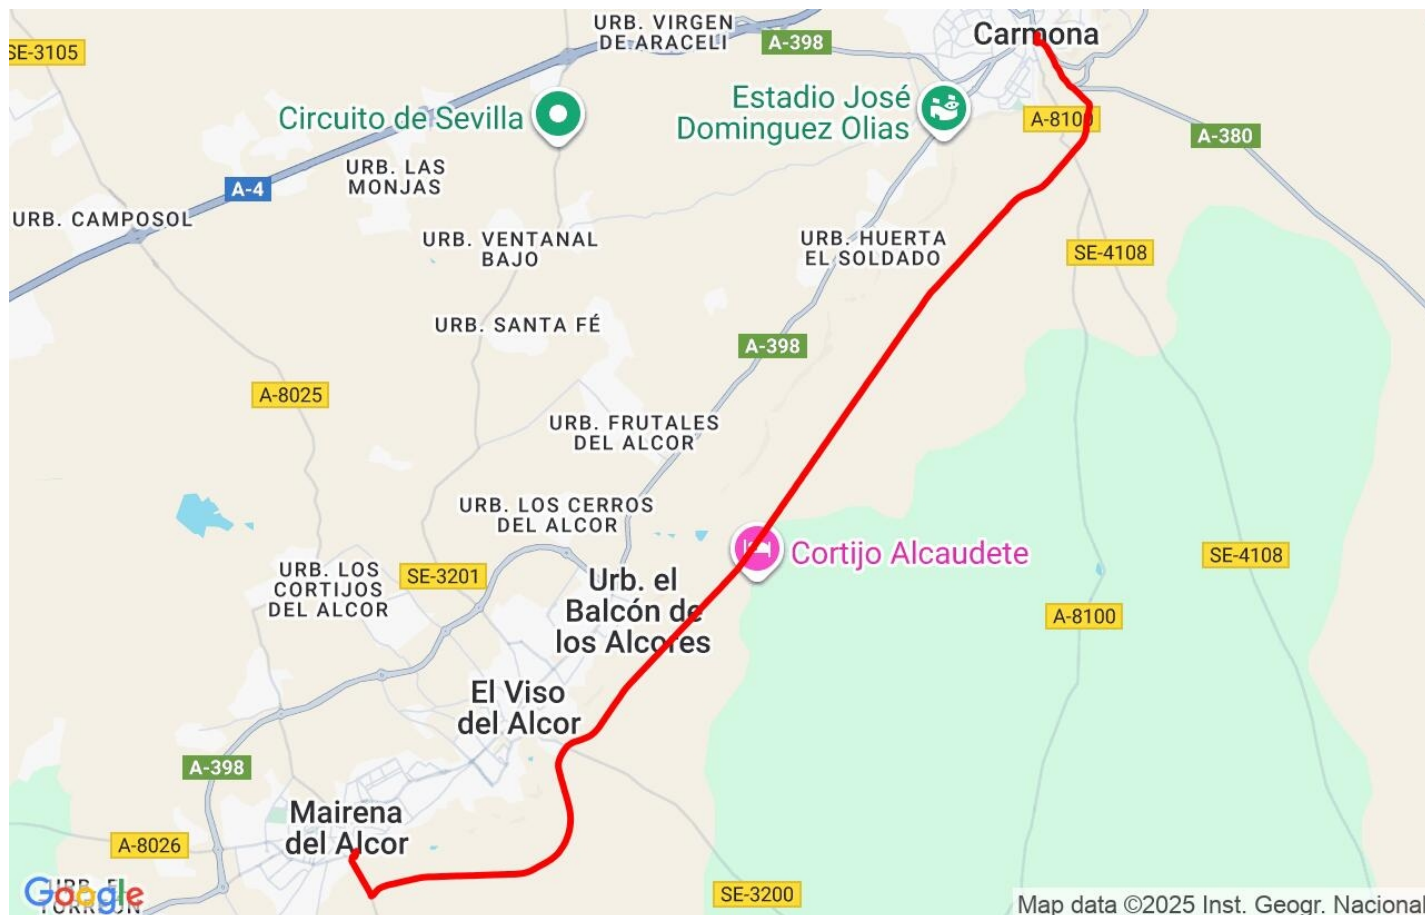 URB. VIRGEN
DE ARACELI
SE-3105
A-398
Carmona
Circuito de Sevilla
Estadio José
Dominguez Olias
A-8100
A-380
URB. LAS
MONJAS
A-4
URB. CAMPOSOL
URB. VENTANAL
BAJO
URB. HUERTA
EL SOLDADO
SE-4108
URB. SANTA FÉ
A-398
A-8025
URB. FRUTALES
DEL ALCOR
URB. LOS CERROS
DEL ALCOR
Cortijo Alcaudete
SE-4108
URB. LOS
CORTIJOS
DEL ALCOR
SE-3201
Urb. el
Balcón de
los Alcores
A-8100
El Viso
del Alcor
A-398
Mairena
del Alcor
A-8026
URB. EL
TORREÓN
Google
SE-3200
Map data ©2025 Inst. Geogr. Nacional